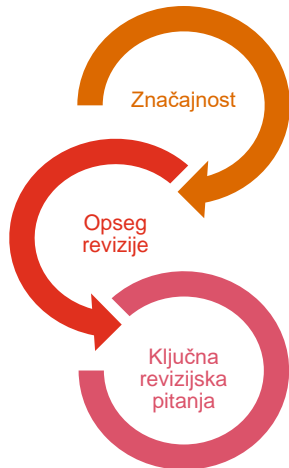 Značajnost
Opseg
revizije
Ključna
revizijska
pitanja